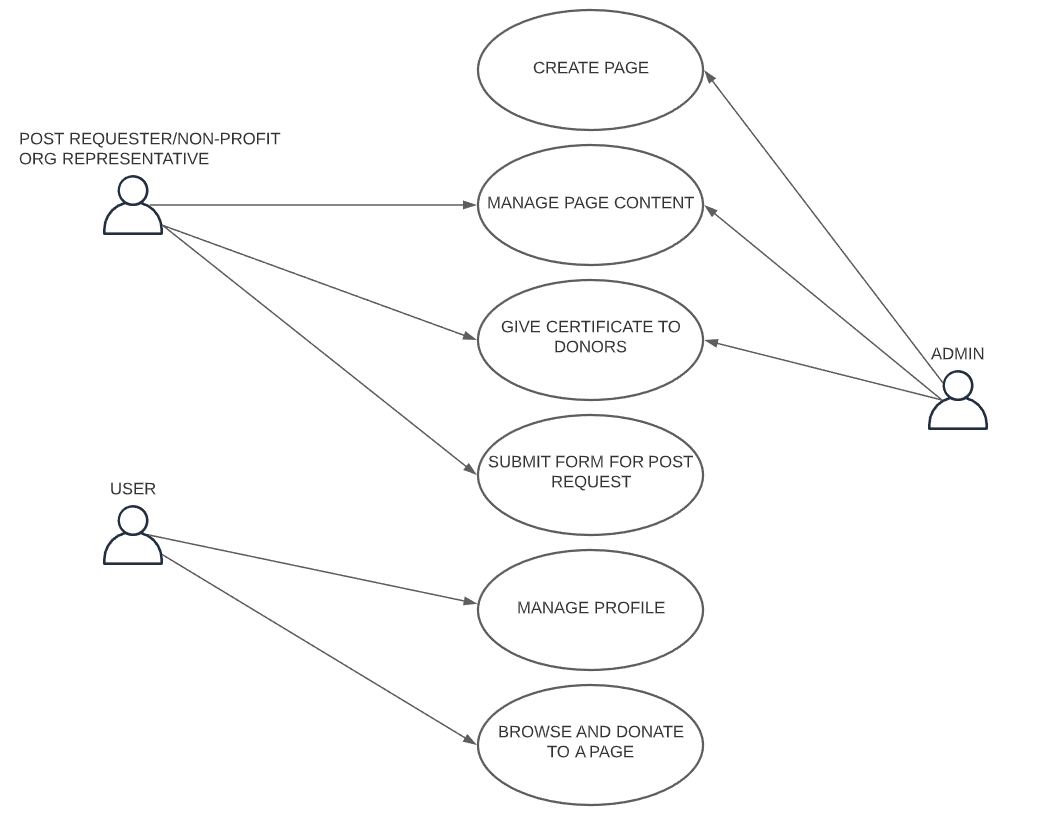 CREATE PAGE
POST REQUESTER/NON-PROFIT
ORG REPRESENTATIVE
MANAGE PAGE CONTENT
GIVE CERTIFICATE TO
DONORS
ADMIN
SUBMIT FORM FOR POST
REQUEST
USER
MANAGE PROFILE
BROWSE AND DONATE
TO A PAGE